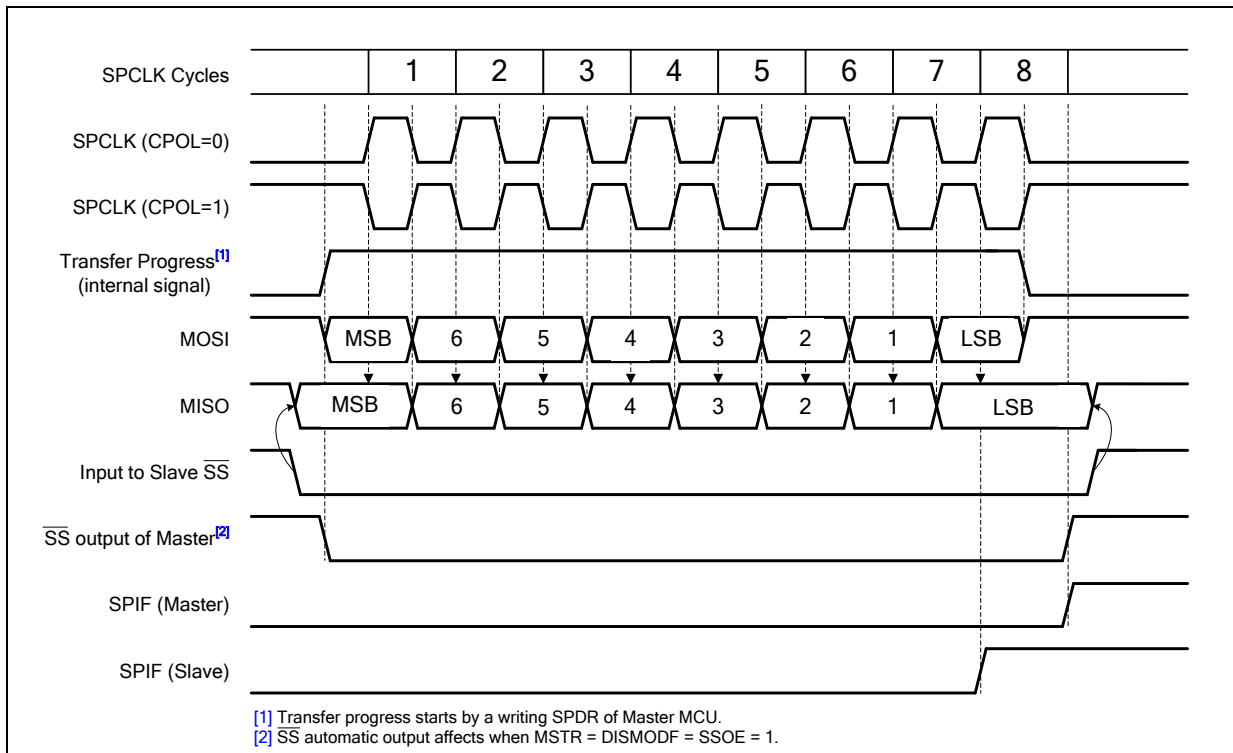 SPCLK Cycles 1 2 3 4 5 6 7 8
SPCLK (CPOL=0)
SPCLK (CPOL=1)
Transfer Progress[1]
(internal signal)
MOSI MSB 6 5 4 3 2 1 LSB
MISO MSB 6 5 4 3 2 1 LSB
Input to Slave S̅S̅
S̅S̅ output of Master[2]
SPIF (Master)
SPIF (Slave)
[1] Transfer progress starts by a writing SPDR of Master MCU.
[2] S̅S̅ automatic output affects when MSTR = DISMODF = SSOE = 1.